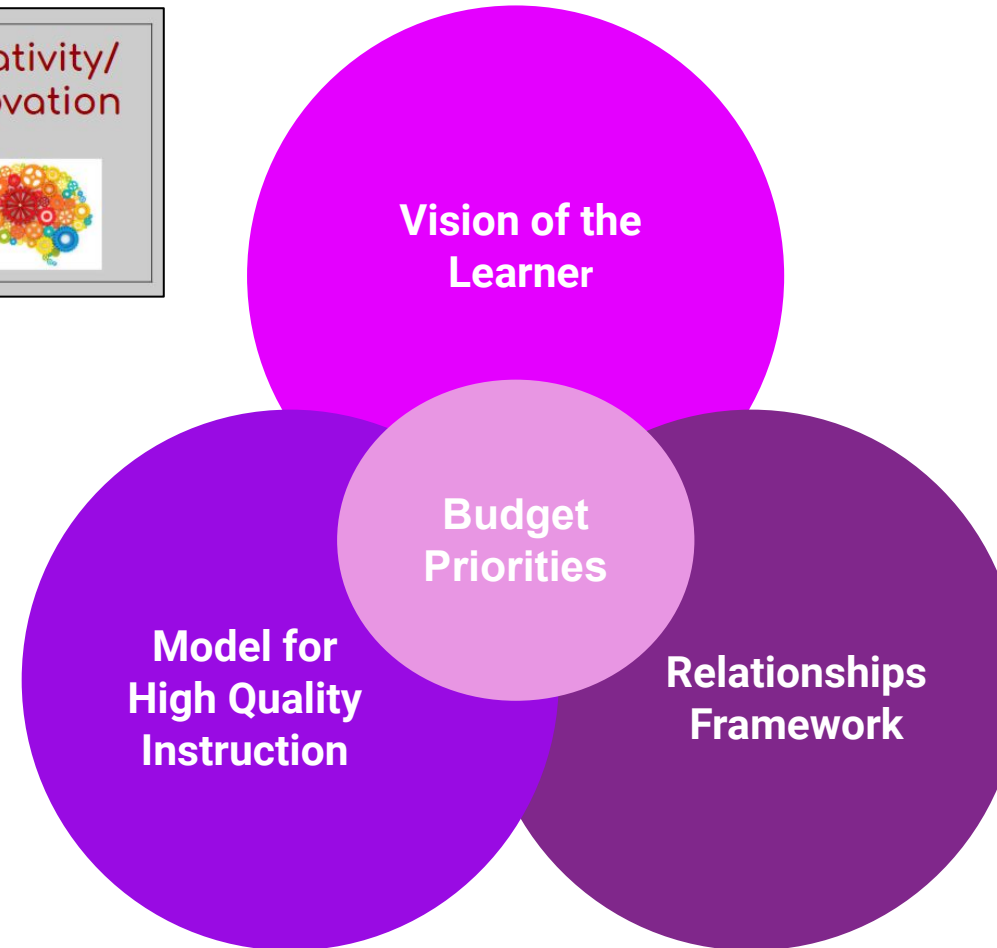 ativity/
ovation
Vision of the
Learner
Budget
Priorities
Model for
High Quality
Instruction
Relationships
Framework